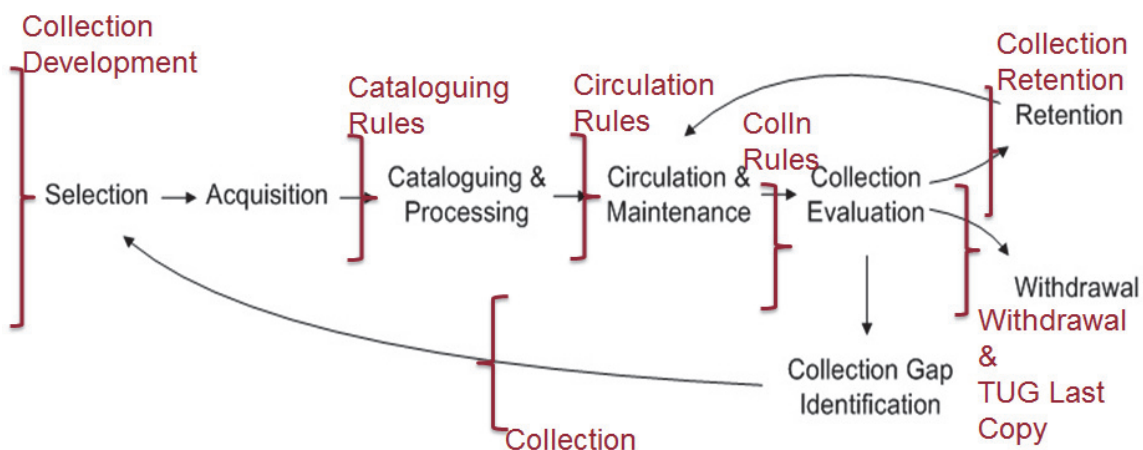 Collection
Development
Cataloguing
Rules
Circulation
Rules
Colln
Rules
Collection
Retention
Retention
Selection
Acquisition
Cataloguing &
Processing
Circulation &
Maintenance
Collection
Evaluation
Withdrawal
Withdrawal
&
TUG Last
Copy
Collection Gap
Identification
Collection